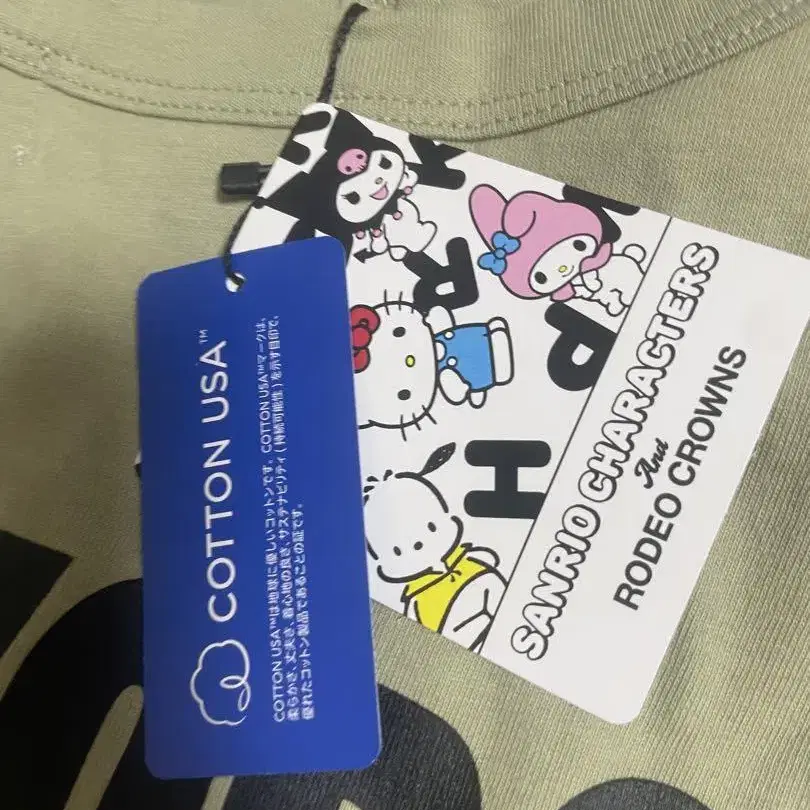 COTTON USA™
COTTON USA™は地球に優しいコットンです。COTTON USA™マークは、
柔らかさ、丈夫さ、着心地の良さ、サステナビリティ(持続可能性)を示す目印で、
優れたコットン製品であることの証です。
K
R
P
H
SANRIO CHARACTERS
And
RODEO CROWNS